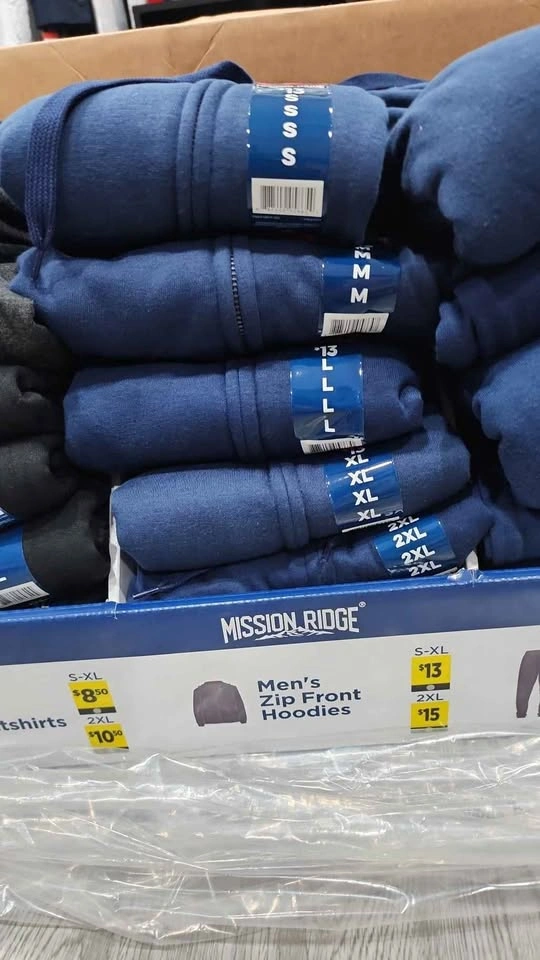 S
S
S
S
M
M
M
$13
L
L
L
L
XL
XL
XL
XL
2XL
2XL
2XL
2XL
MISSION RIDGE®
S-XL
$8.50
tshirts
2XL
$10.50
Men's
Zip Front
Hoodies
S-XL
$13
2XL
$15